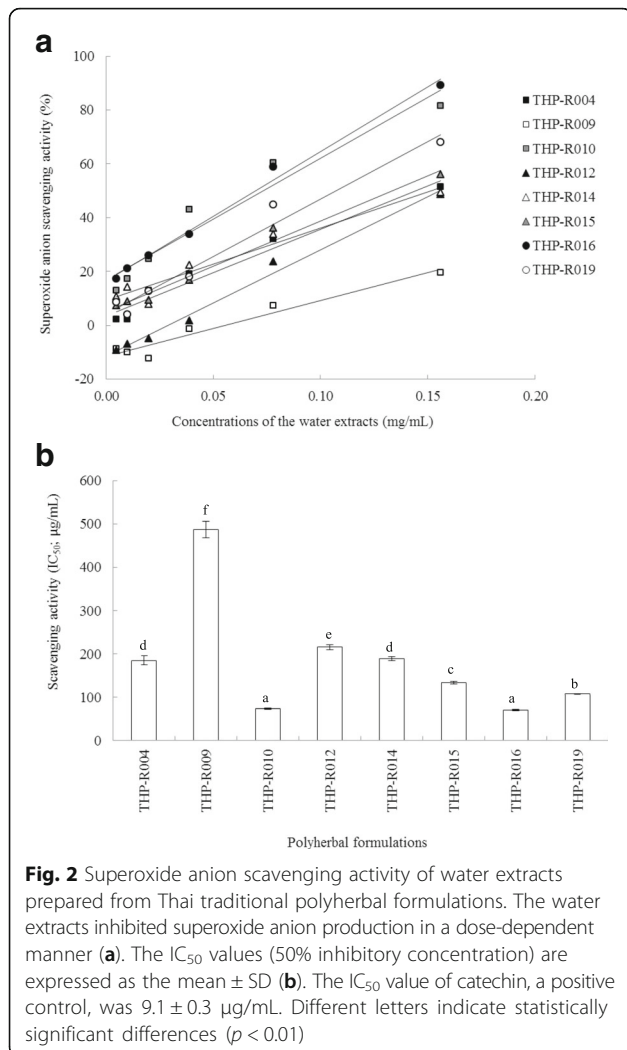 a
100
80
60
40
20
0
-20
Superoxide anion scavenging activity (%)
0.00 0.05 0.10 0.15 0.20
Concentrations of the water extracts (mg/mL)
THP-R004
THP-R009
THP-R010
THP-R012
THP-R014
THP-R015
THP-R016
THP-R019
b
600
500
400
300
200
100
0
Scavenging activity (IC₅₀; µg/mL)
d f a e d c a b
THP-R004
THP-R009
THP-R010
THP-R012
THP-R014
THP-R015
THP-R016
THP-R019
Polyherbal formulations
Fig. 2 Superoxide anion scavenging activity of water extracts
prepared from Thai traditional polyherbal formulations. The water
extracts inhibited superoxide anion production in a dose-dependent
manner (a). The IC₅₀ values (50% inhibitory concentration) are
expressed as the mean ± SD (b). The IC₅₀ value of catechin, a positive
control, was 9.1 ± 0.3 µg/mL. Different letters indicate statistically
significant differences (p < 0.01)